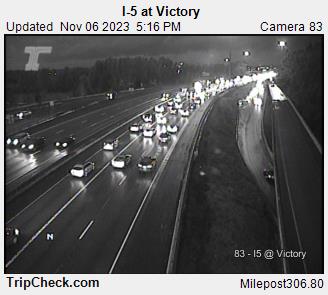 I-5 at Victory
Updated  Nov 06 2023  5:16 PM
Camera 83
T
N
83 - I5 @ Victory
TripCheck.com
Milepost306.80